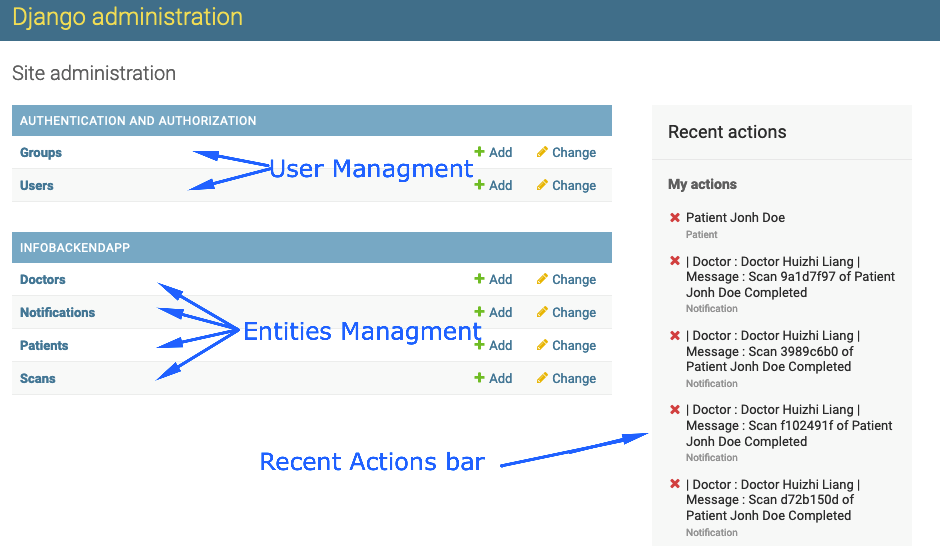 Django administration
Site administration
AUTHENTICATION AND AUTHORIZATION
Groups
Add
Change
User Managment
Users
Add
Change
INFOBACKENDAPP
Doctors
Add
Change
Notifications
Add
Change
Entities Managment
Patients
Add
Change
Scans
Add
Change
Recent Actions bar
Recent actions
My actions
Patient Jonh Doe
Patient
| Doctor : Doctor Huizhi Liang |
Message : Scan 9a1d7f97 of Patient
Jonh Doe Completed
Notification
| Doctor : Doctor Huizhi Liang |
Message : Scan 3989c6b0 of
Patient Jonh Doe Completed
Notification
| Doctor : Doctor Huizhi Liang |
Message : Scan f102491f of Patient
Jonh Doe Completed
Notification
| Doctor : Doctor Huizhi Liang |
Message : Scan d72b150d of
Patient Jonh Doe Completed
Notification